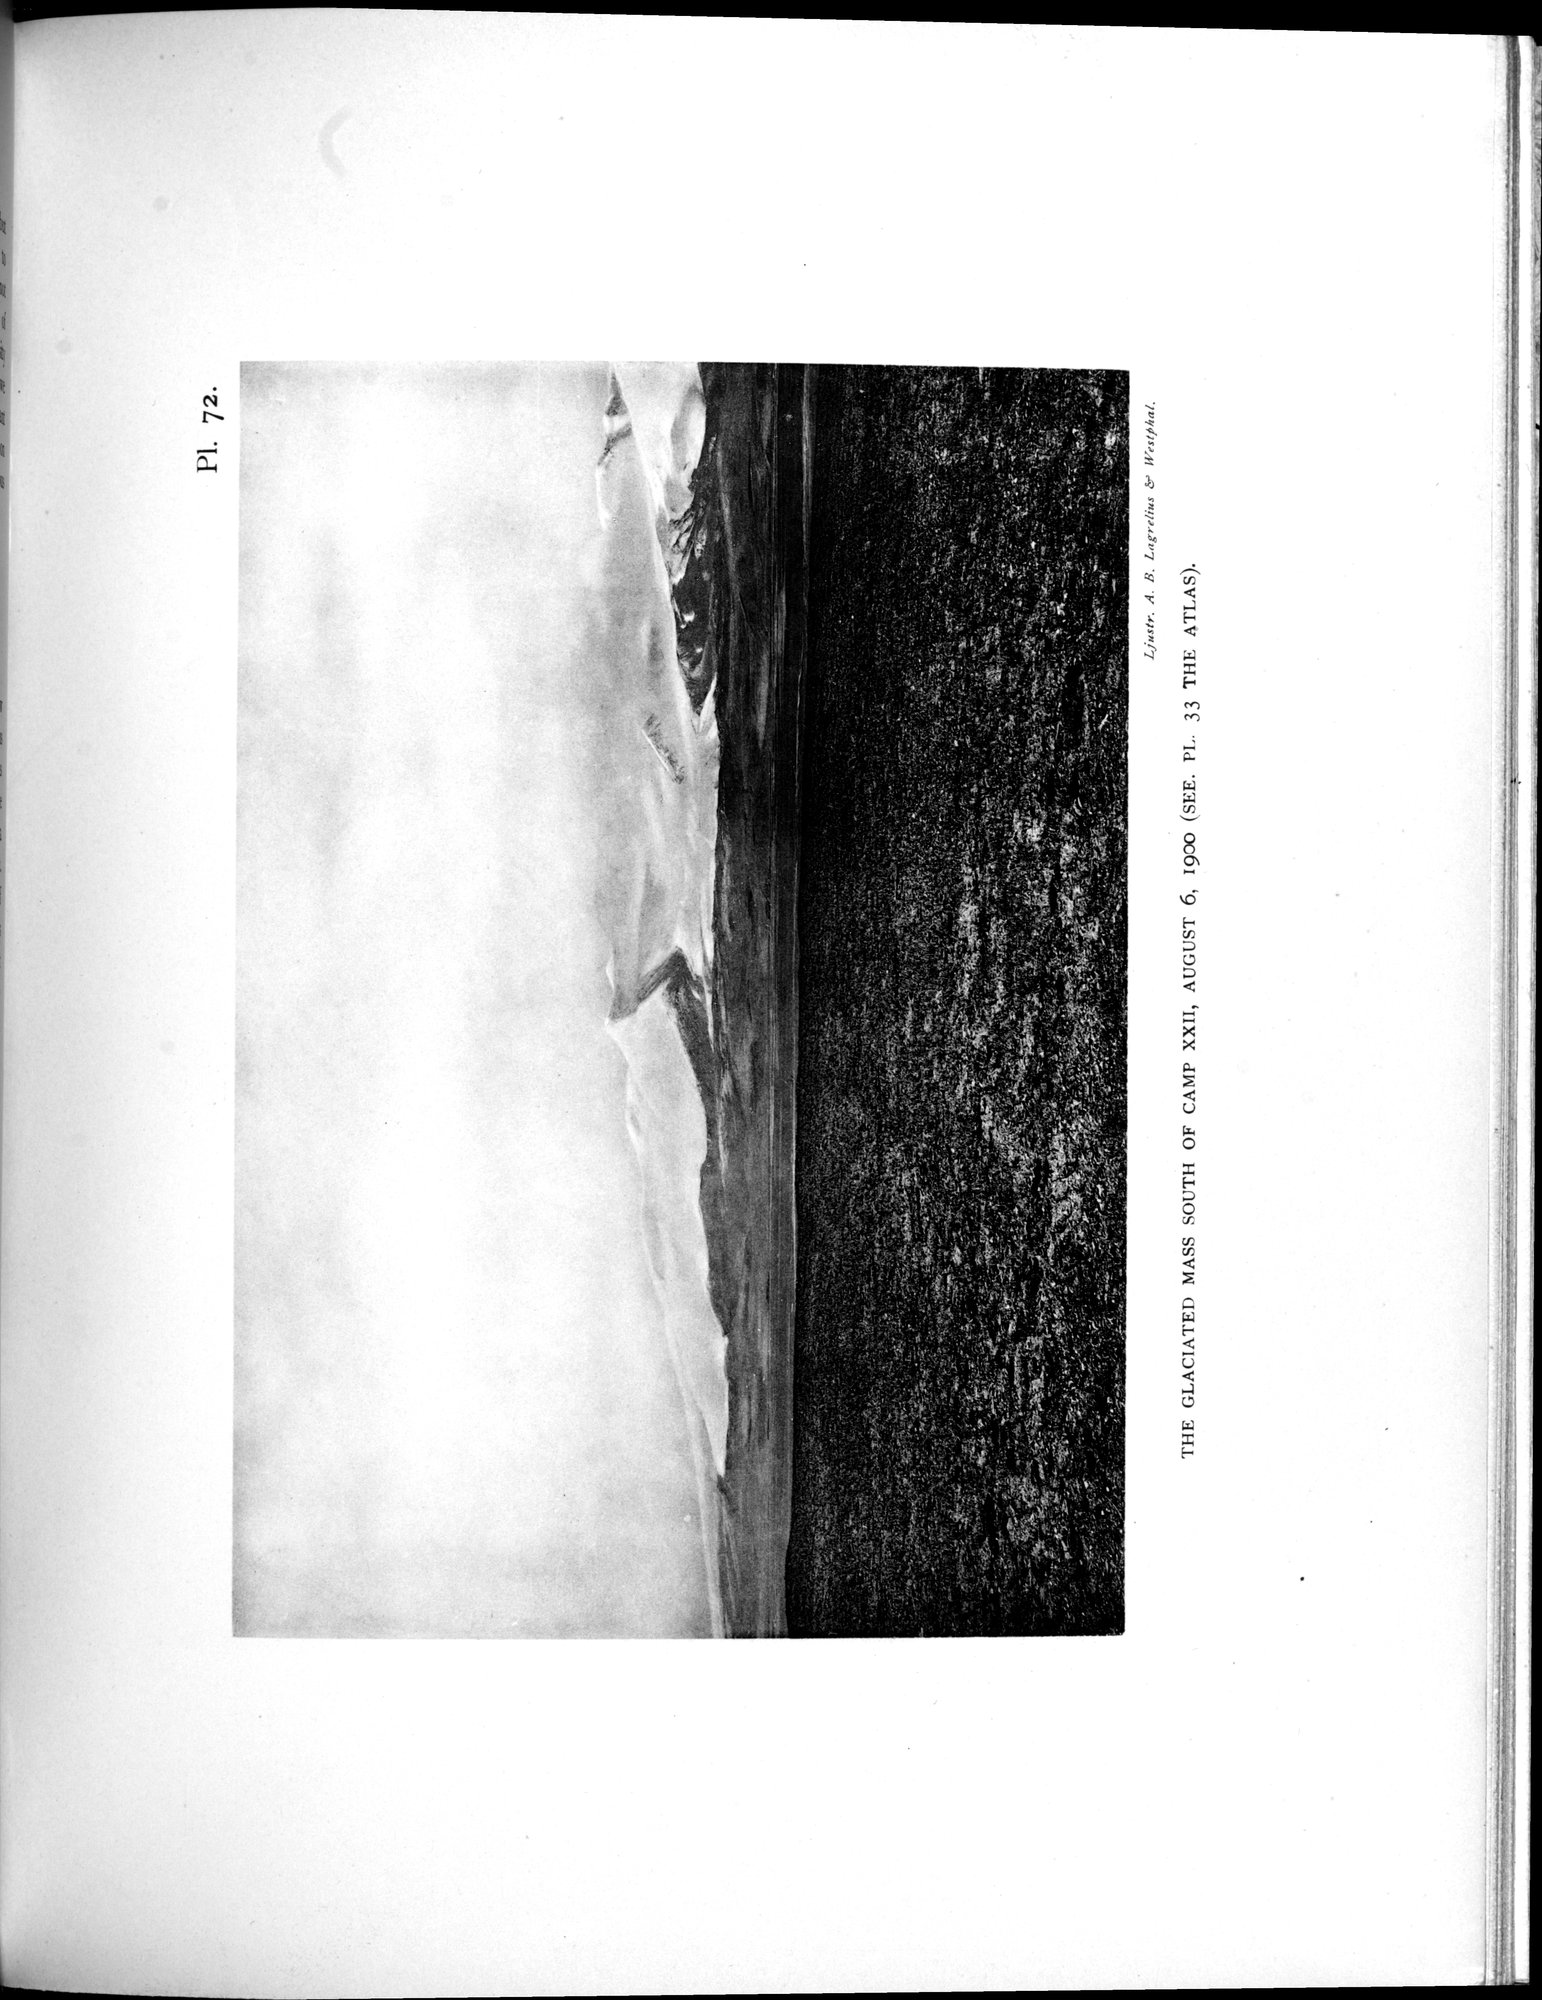 Pl. 72.
Ljustr. A. B. Lagrelius & Westphal.
THE GLACIATED MASS SOUTH OF CAMP XXII, AUGUST 6, 1900 (SEE. PL. 33 THE ATLAS).